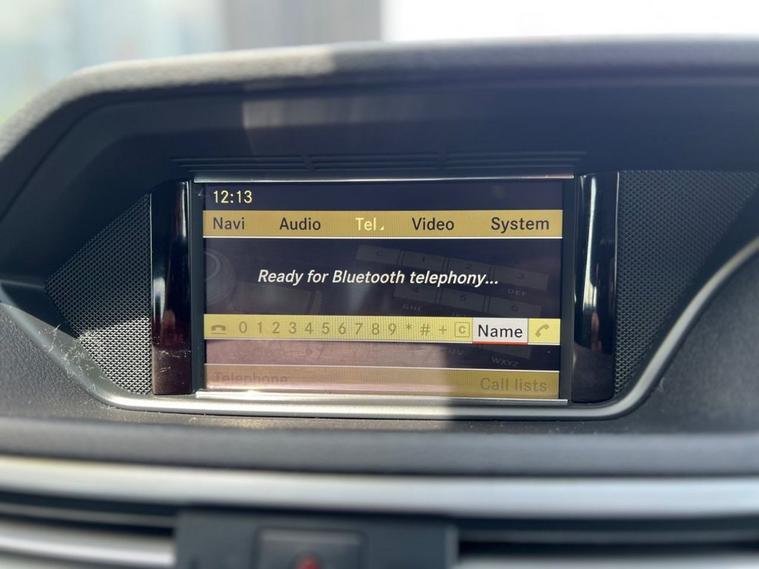 12:13
Navi Audio Tel. Video System
Ready for Bluetooth telephony...
0 1 2 3 4 5 6 7 8 9 * # + C Name
Telephone Call lists